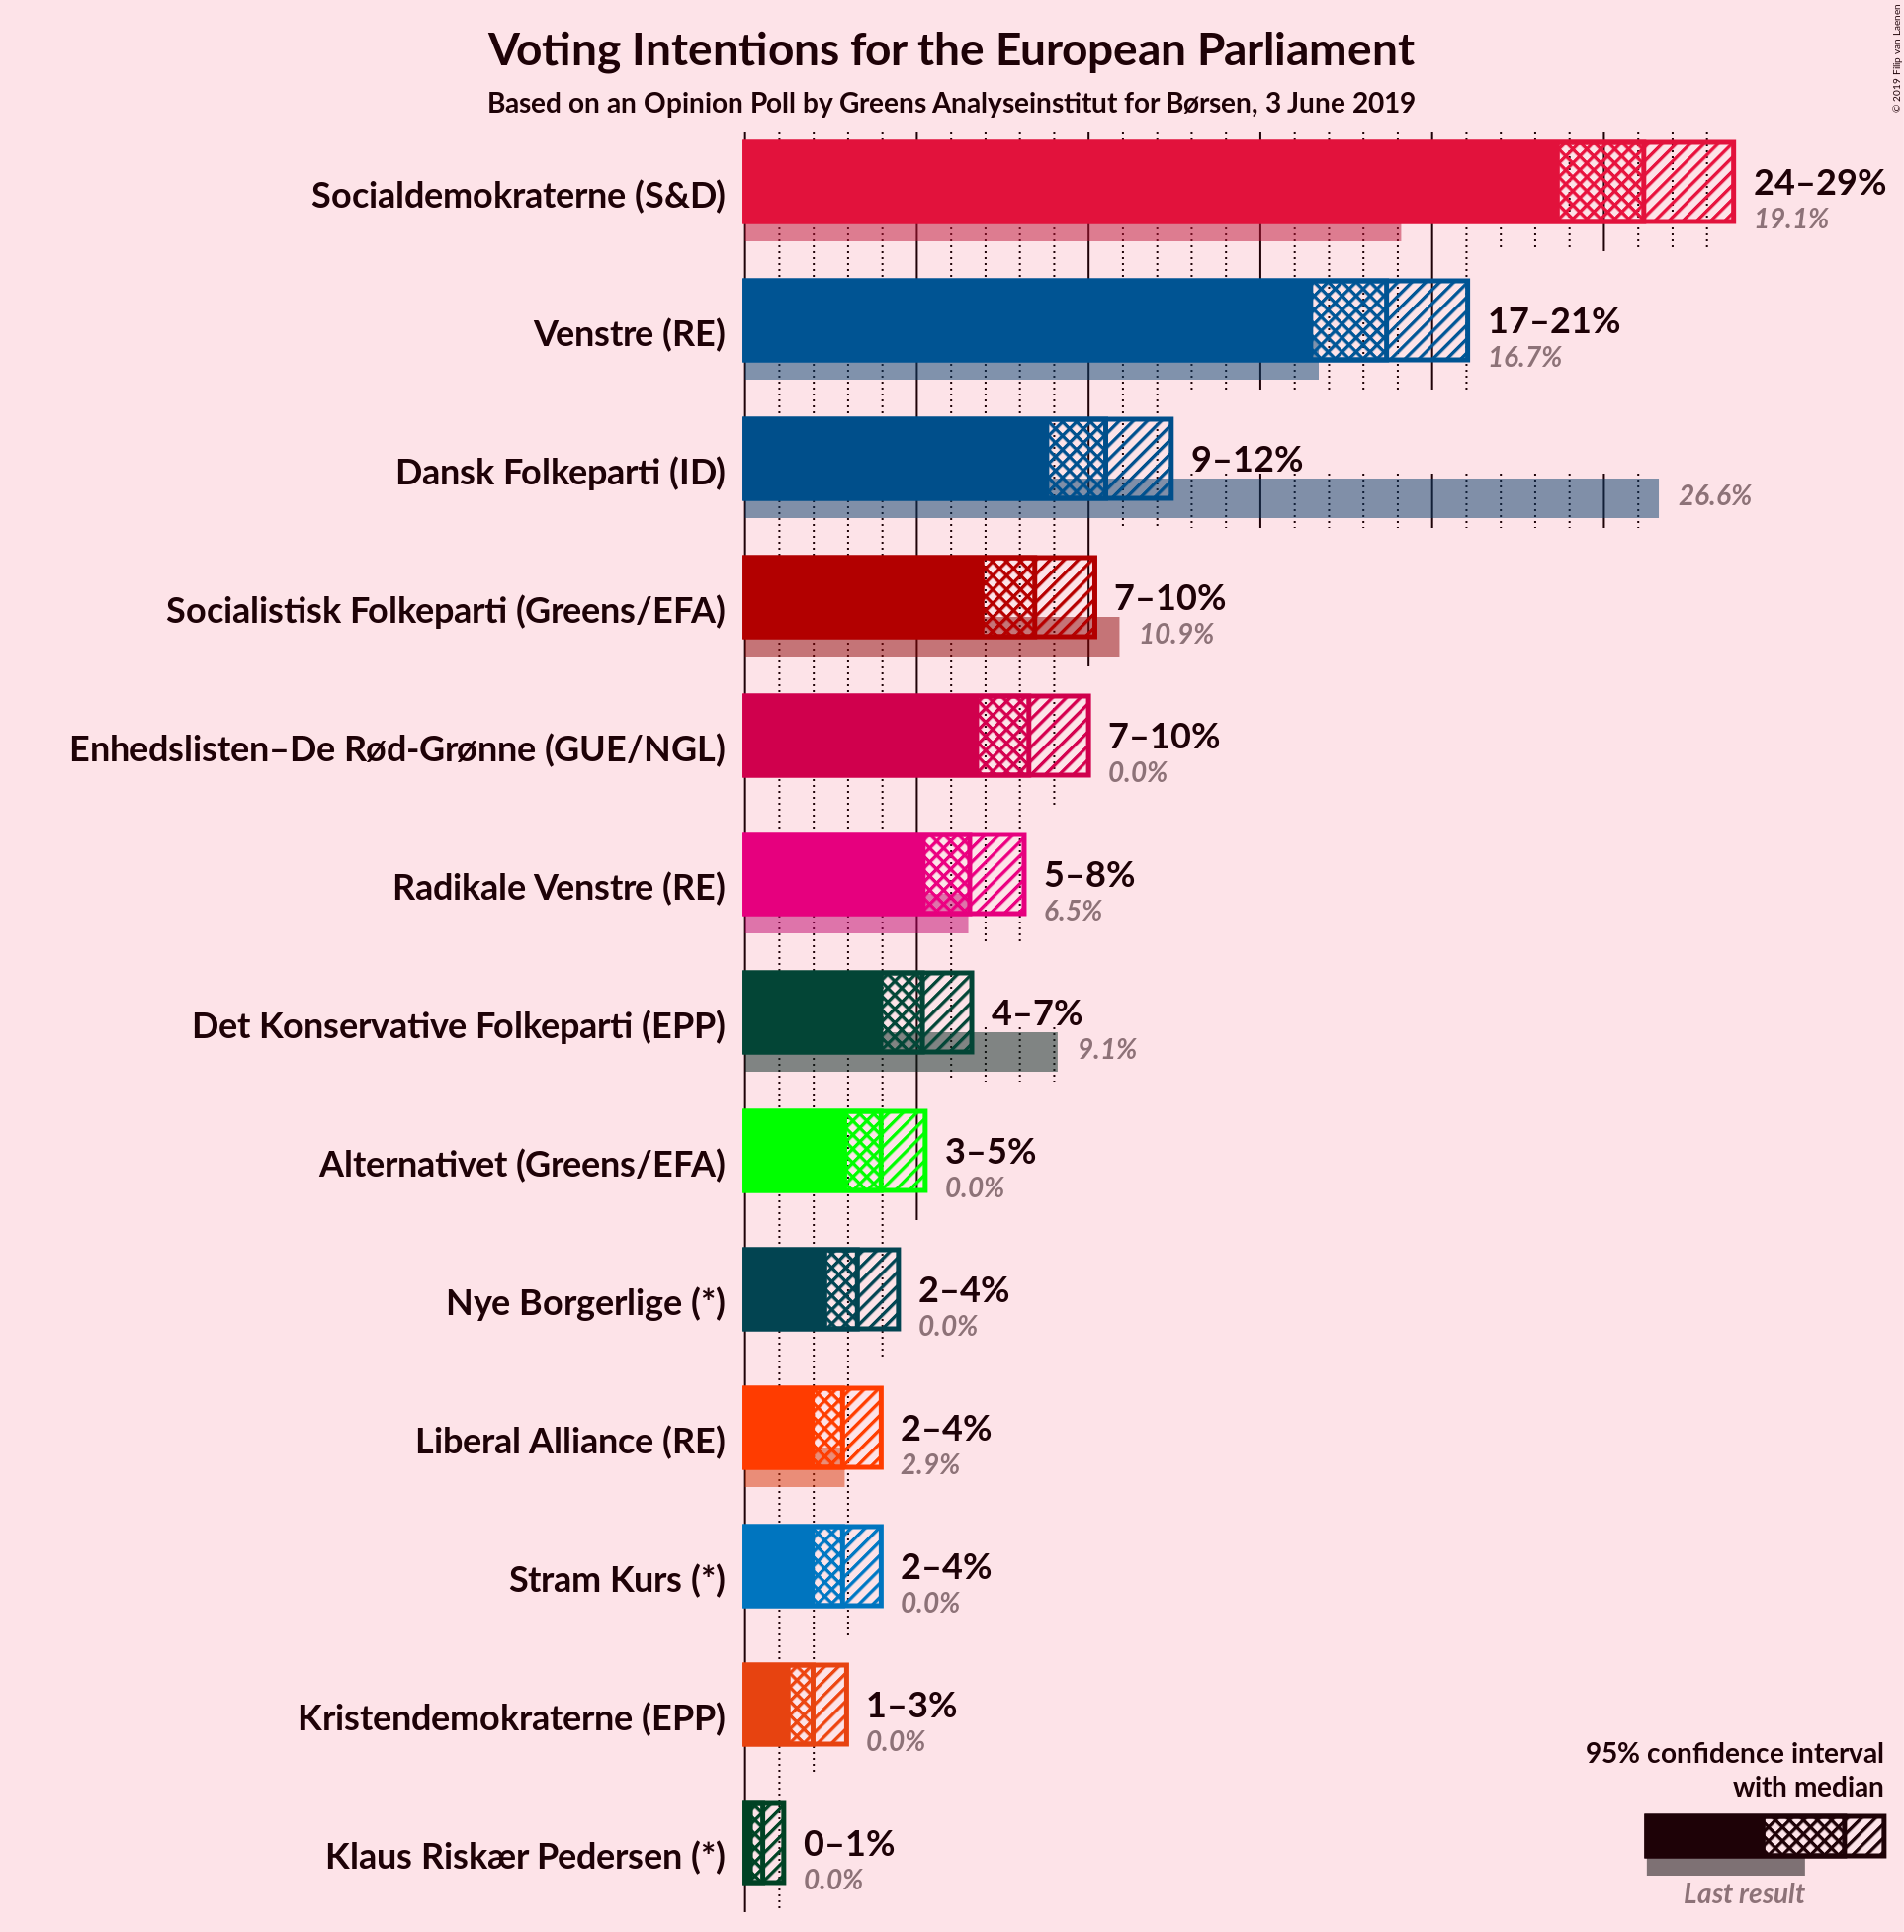 Voting Intentions for the European Parliament
Based on an Opinion Poll by Greens Analyseinstitut for Børsen, 3 June 2019
© 2019 Filip van Laenen
Socialdemokraterne (S&D)
24–29%
19.1%
Venstre (RE)
17–21%
16.7%
Dansk Folkeparti (ID)
9–12%
26.6%
Socialistisk Folkeparti (Greens/EFA)
7–10%
10.9%
Enhedslisten–De Rød-Grønne (GUE/NGL)
7–10%
0.0%
Radikale Venstre (RE)
5–8%
6.5%
Det Konservative Folkeparti (EPP)
4–7%
9.1%
Alternativet (Greens/EFA)
3–5%
0.0%
Nye Borgerlige (*)
2–4%
0.0%
Liberal Alliance (RE)
2–4%
2.9%
Stram Kurs (*)
2–4%
0.0%
Kristendemokraterne (EPP)
1–3%
0.0%
Klaus Riskær Pedersen (*)
0–1%
0.0%
95% confidence interval
with median
Last result